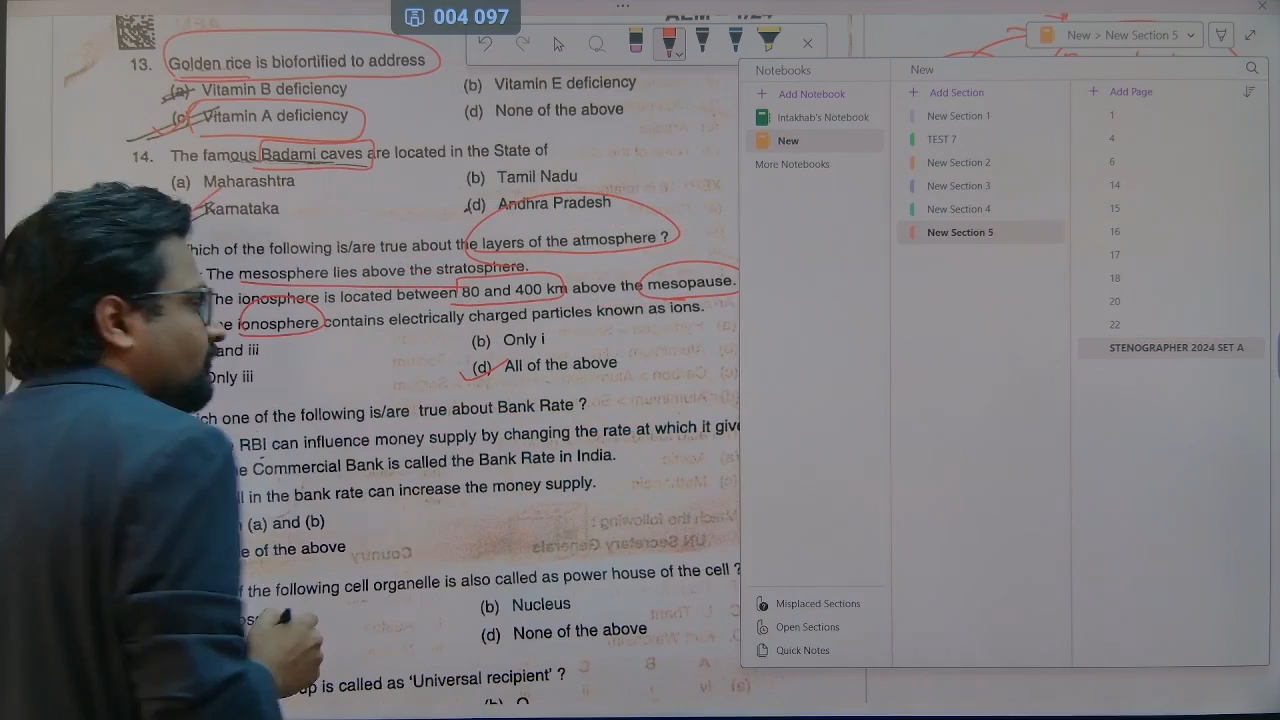 004 097
13. Golden rice is biofortified to address
(a) Vitamin B deficiency
(b) Vitamin E deficiency
(c) Vitamin A deficiency
(d) None of the above
14. The famous Badami caves are located in the State of
(a) Maharashtra
(b) Tamil Nadu
Karnataka
(d) Andhra Pradesh
hich of the following is/are true about the layers of the atmosphere ?
The mesosphere lies above the stratosphere.
he ionosphere is located between 80 and 400 km above the mesopause.
e ionosphere contains electrically charged particles known as ions.
and iii
(b) Only i
Only iii
(d) All of the above
ch one of the following is/are true about Bank Rate ?
RBI can influence money supply by changing the rate at which it give
e Commercial Bank is called the Bank Rate in India.
ll in the bank rate can increase the money supply.
(a) and (b)
e of the above
f the following cell organelle is also called as power house of the cell ?
(b) Nucleus
(d) None of the above
up is called as ‘Universal recipient’ ?
New > New Section 5
Notebooks
+ Add Notebook
Intakhab's Notebook
New
More Notebooks
Misplaced Sections
Open Sections
Quick Notes
New
+ Add Section
New Section 1
TEST 7
New Section 2
New Section 3
New Section 4
New Section 5
+ Add Page
1
4
6
14
15
16
17
18
20
22
STENOGRAPHER 2024 SET A